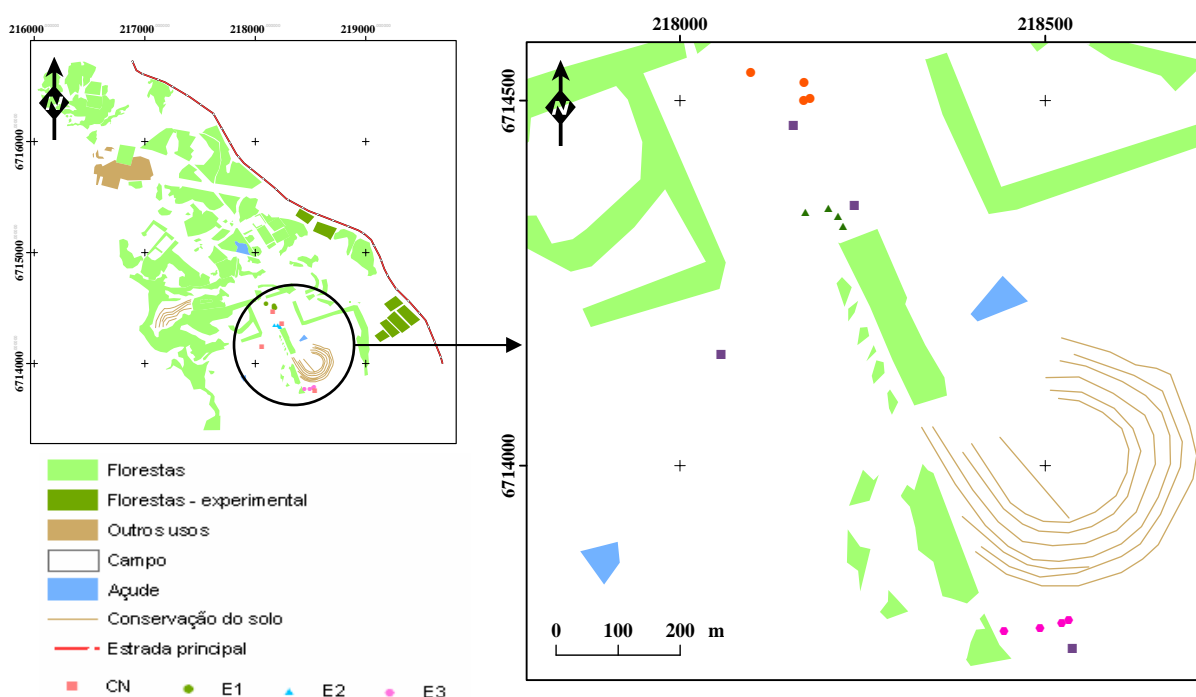 216000 217000 218000 219000
N
6716000
6715000
6714000
218000 218500
N
6714500
6714000
0 100 200 m
Florestas
Florestas - experimental
Outros usos
Campo
Açude
Conservação do solo
Estrada principal
CN E1 E2 E3